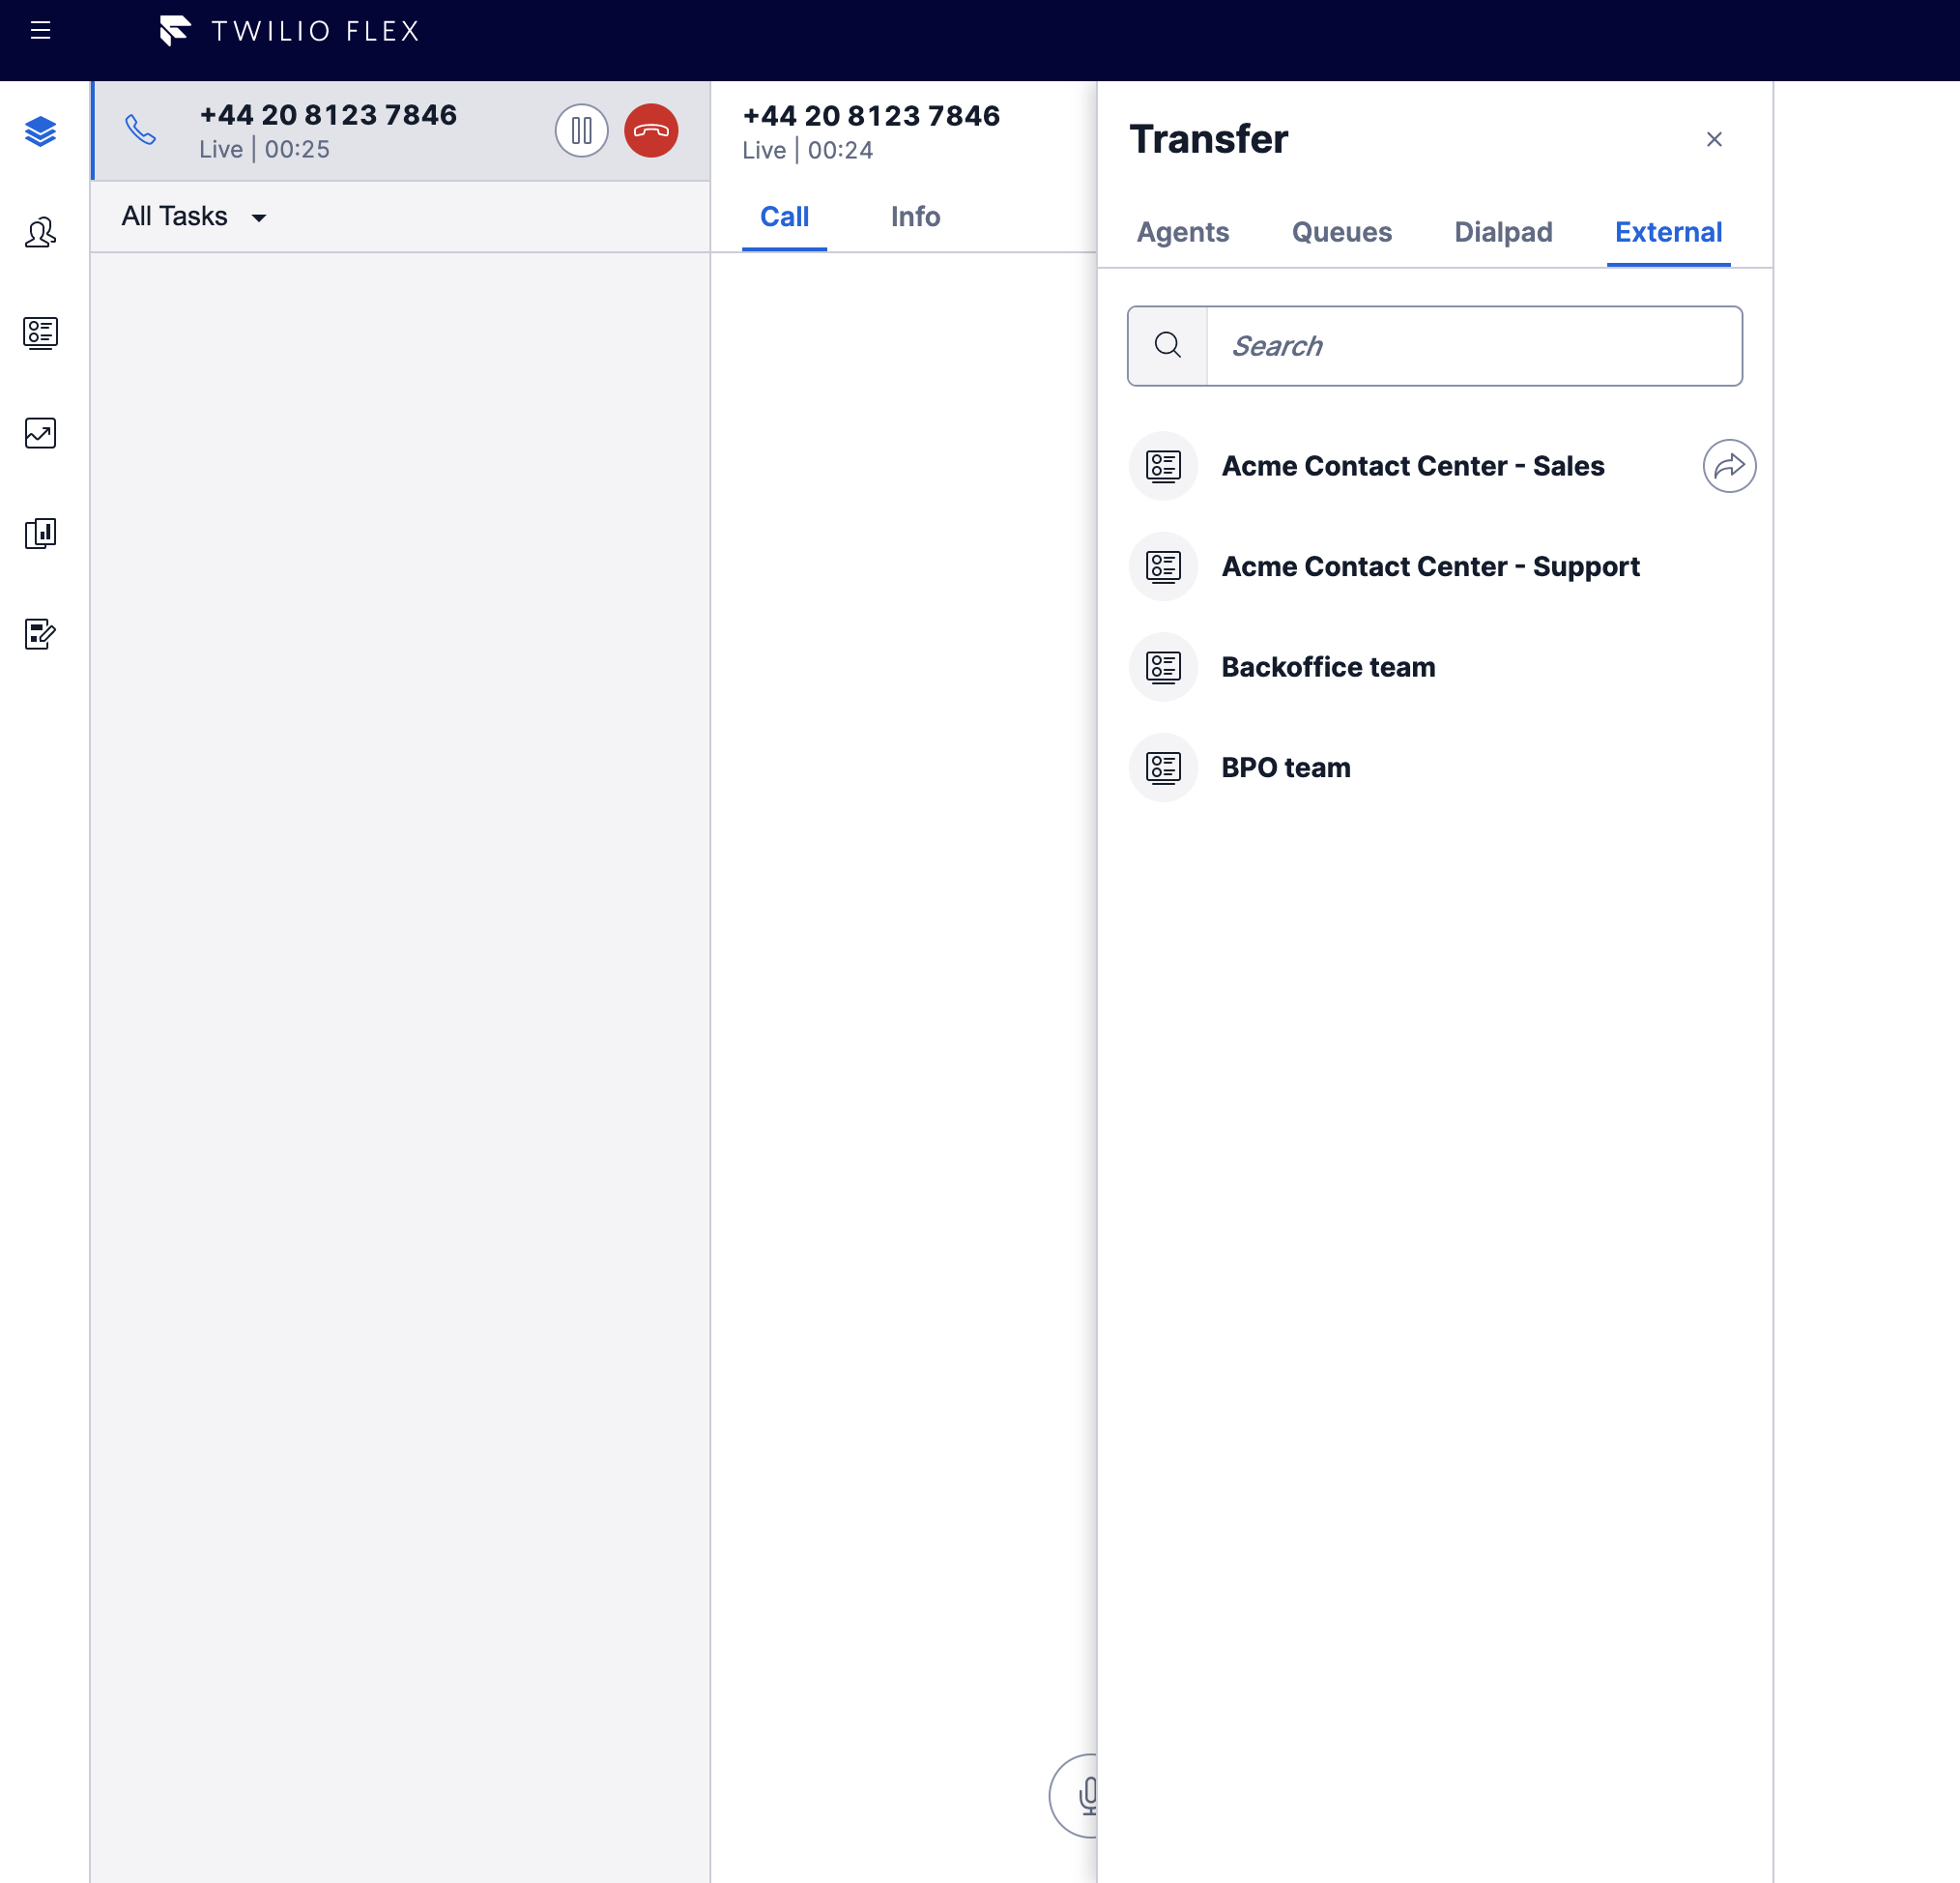 TWILIO FLEX
+44 20 8123 7846
Live | 00:25
All Tasks
+44 20 8123 7846
Live | 00:24
Call Info
Transfer
Agents Queues Dialpad External
Search
Acme Contact Center - Sales
Acme Contact Center - Support
Backoffice team
BPO team